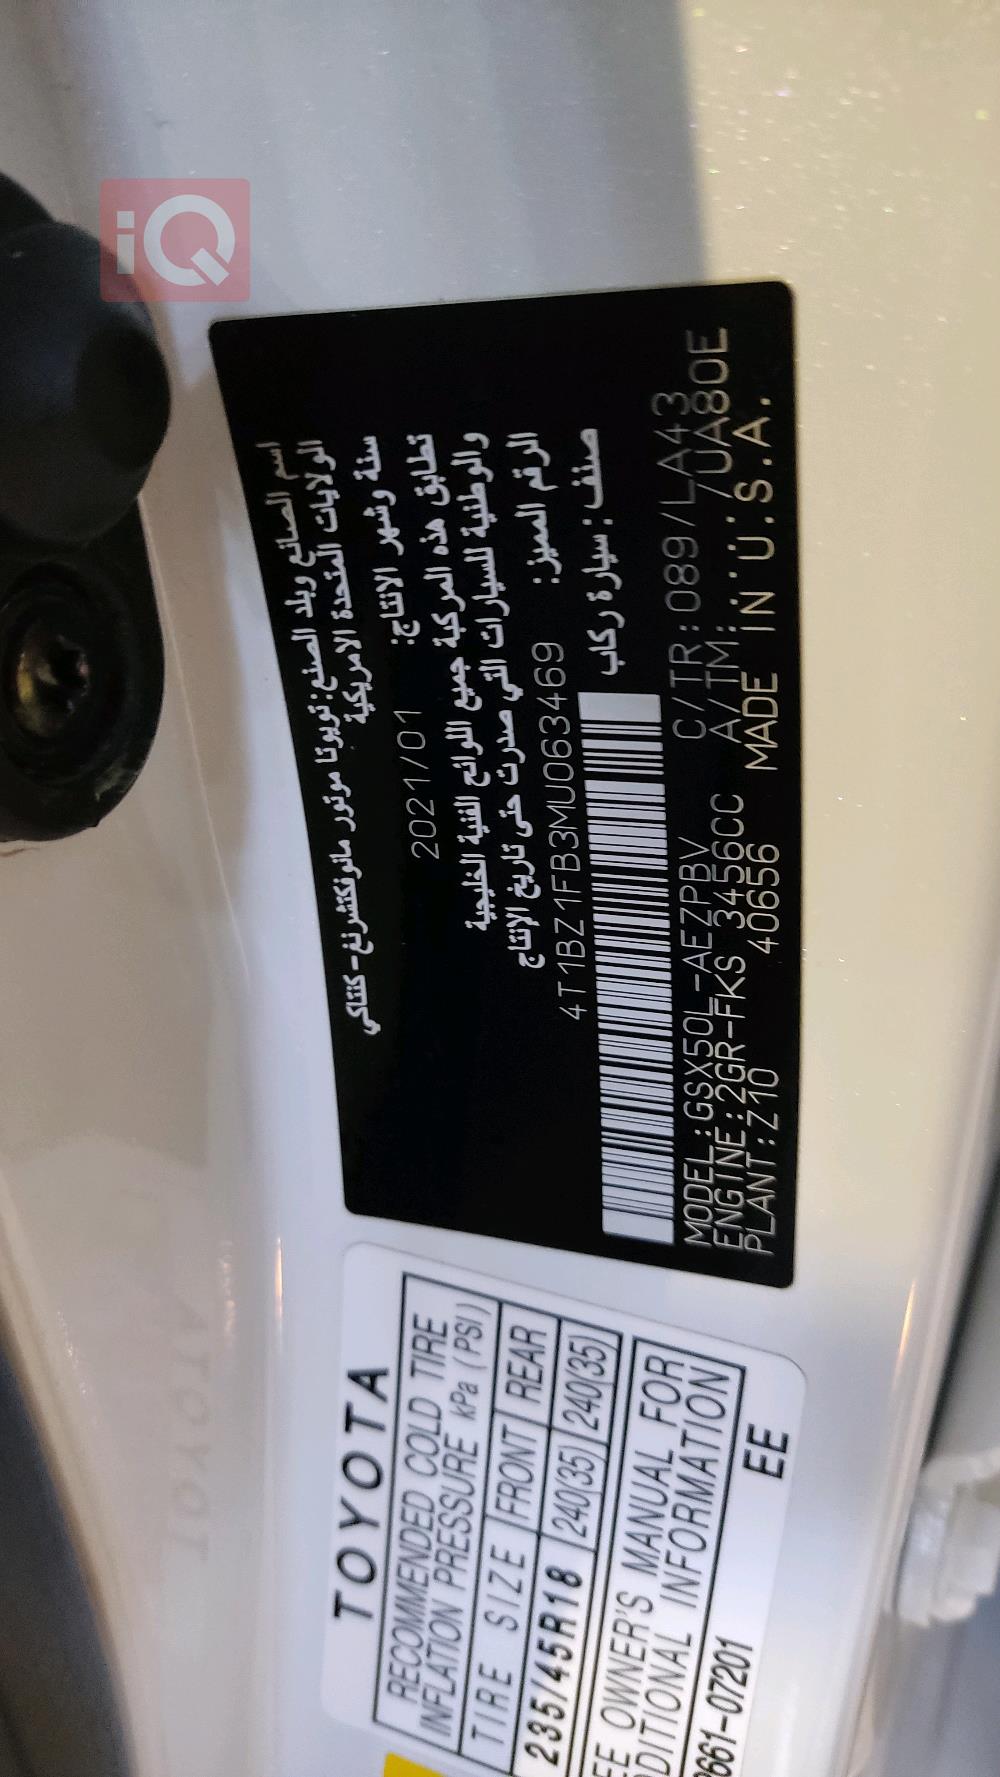 iQ
اسم الصانع وبلد الصنع: تويوتا موتور مانوفكتشرنغ - كنتاكي
الولايات المتحدة الامريكية
سنة وشهر الانتاج: 2021/01
تطابق هذه المركبة جميع اللوائح الفنية الخليجية
والوطنية للسيارات التي صدرت حتى تاريخ الإنتاج
الرقم المميز: 4T1BZ1FB3MU063469
صنف: سيارة ركاب
MODEL:GSX50L-AEZPBV C/TR:089/LA43
ENGINE:2GR-FKS 3456CC A/TM: /UA80E
PLANT:Z10 40656 MADE IN U.S.A.
TOYOTA
RECOMMENDED COLD TIRE
INFLATION PRESSURE kPa (PSI)
TIRE SIZE FRONT REAR
235/45R18 240(35) 240(35)
OWNER'S MANUAL FOR
INFORMATION
EE